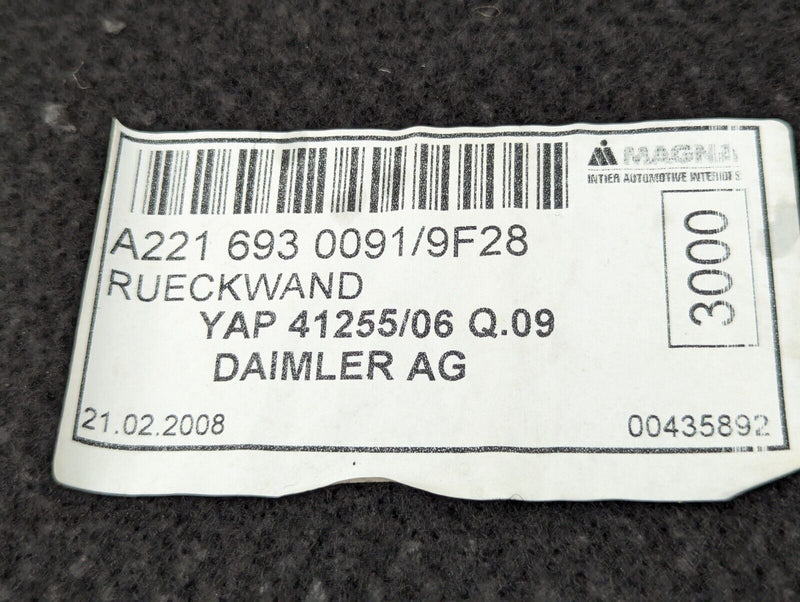 MAGNA
INTIER AUTOMOTIVE INTERIORS
A221 693 0091/9F28
RUECKWAND
3000
YAP 41255/06 Q.09
DAIMLER AG
21.02.2008
00435892